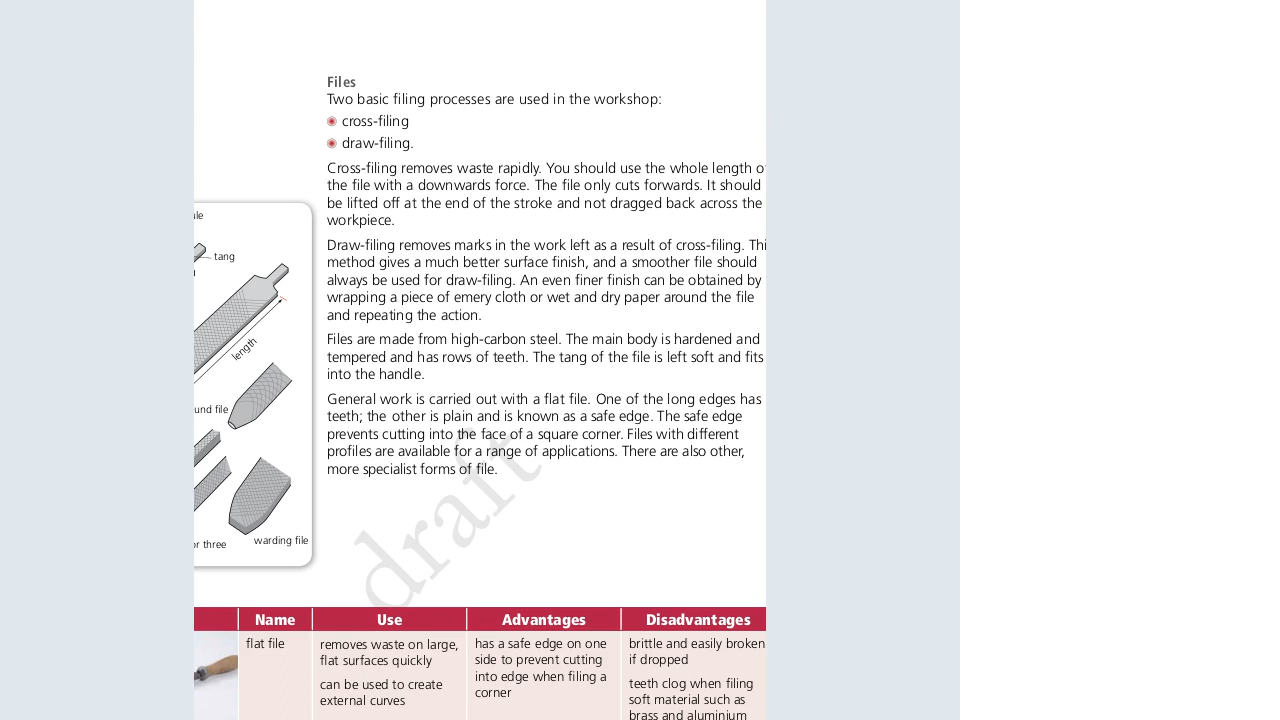 Files
Two basic filing processes are used in the workshop:
cross-filing
draw-filing.
Cross-filing removes waste rapidly. You should use the whole length of
the file with a downwards force. The file only cuts forwards. It should
be lifted off at the end of the stroke and not dragged back across the
workpiece.
Draw-filing removes marks in the work left as a result of cross-filing. Thi
method gives a much better surface finish, and a smoother file should
always be used for draw-filing. An even finer finish can be obtained by
wrapping a piece of emery cloth or wet and dry paper around the file
and repeating the action.
Files are made from high-carbon steel. The main body is hardened and
tempered and has rows of teeth. The tang of the file is left soft and fits
into the handle.
General work is carried out with a flat file. One of the long edges has
teeth; the other is plain and is known as a safe edge. The safe edge
prevents cutting into the face of a square corner. Files with different
profiles are available for a range of applications. There are also other,
more specialist forms of file.
tang
length
und file
or three
warding file
draft
Name
Use
Advantages
Disadvantages
flat file
removes waste on large,
flat surfaces quickly
can be used to create
external curves
has a safe edge on one
side to prevent cutting
into edge when filing a
corner
brittle and easily broken
if dropped
teeth clog when filing
soft material such as
brass and aluminium